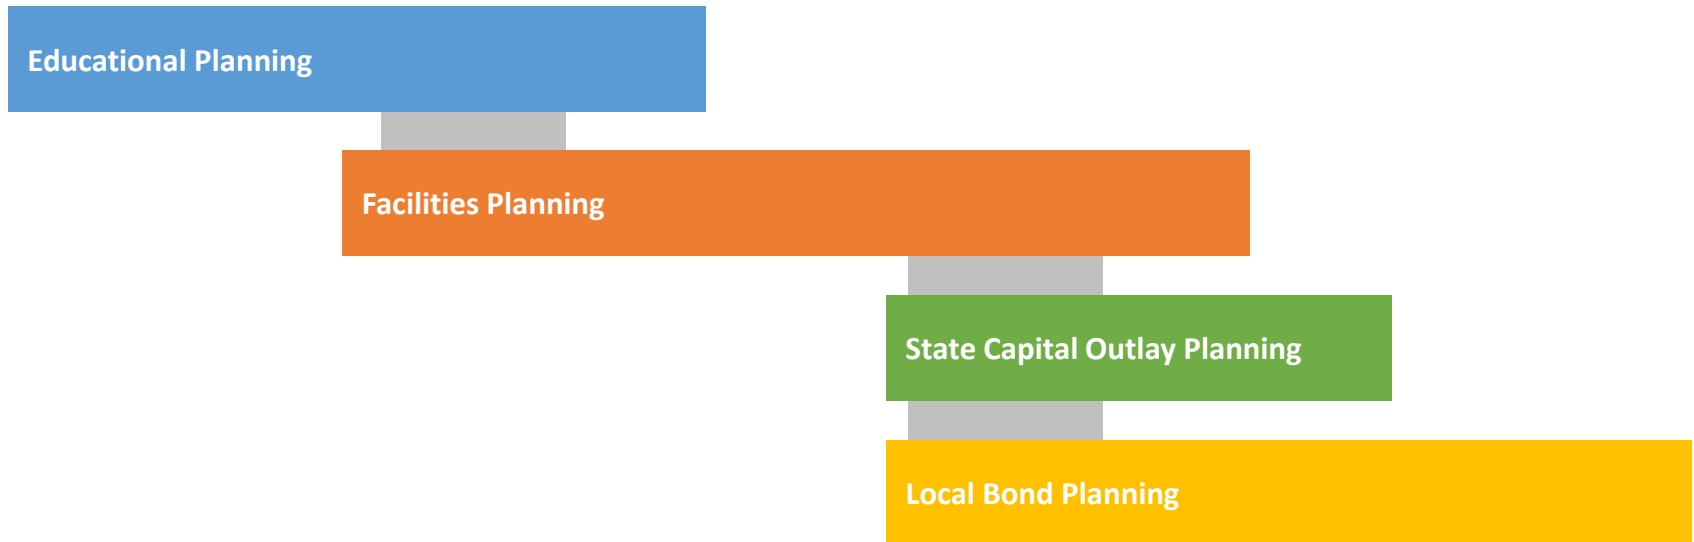 Educational Planning
Facilities Planning
State Capital Outlay Planning
Local Bond Planning